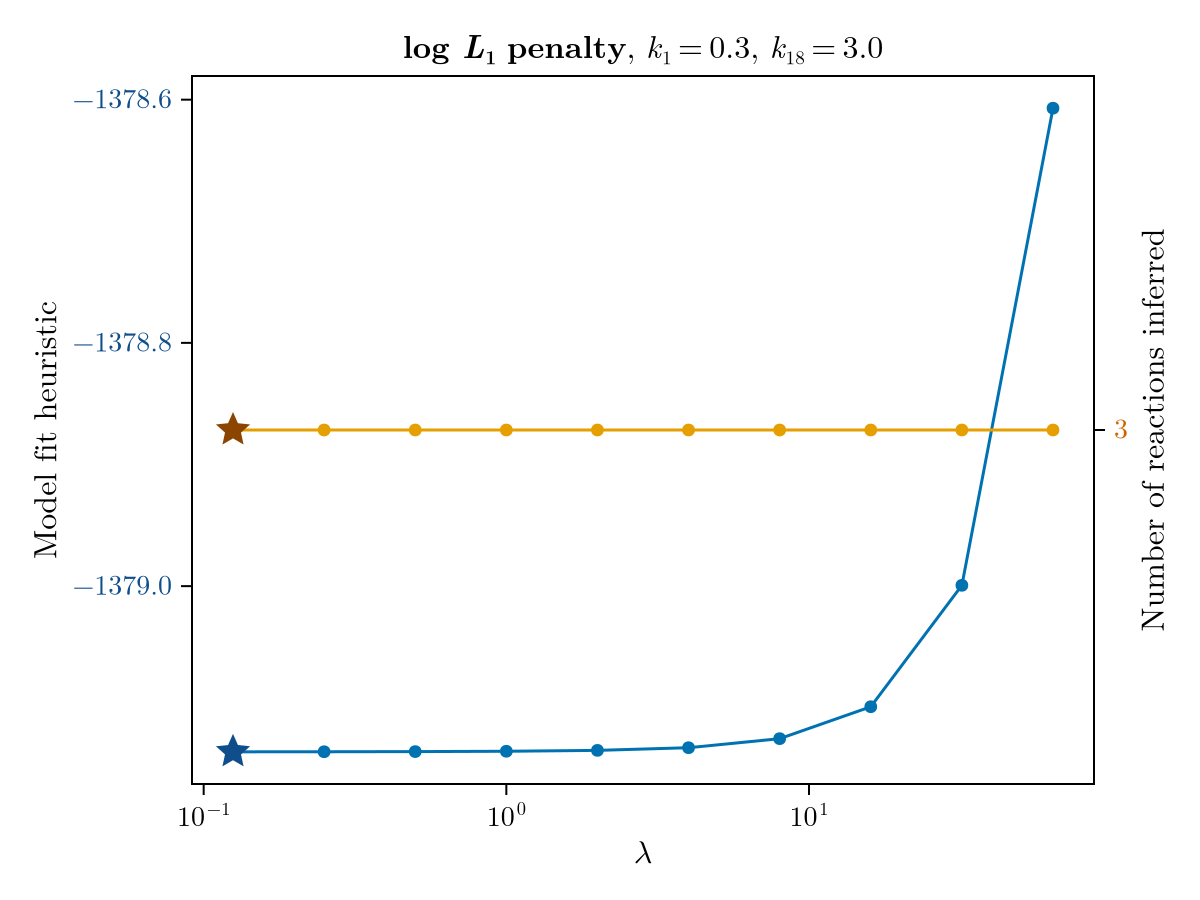 log L₁ penalty, k₁ = 0.3, k₁₈ = 3.0
Model fit heuristic
−1378.6
−1378.8
−1379.0
3
Number of reactions inferred
10⁻¹
10⁰
10¹
λ